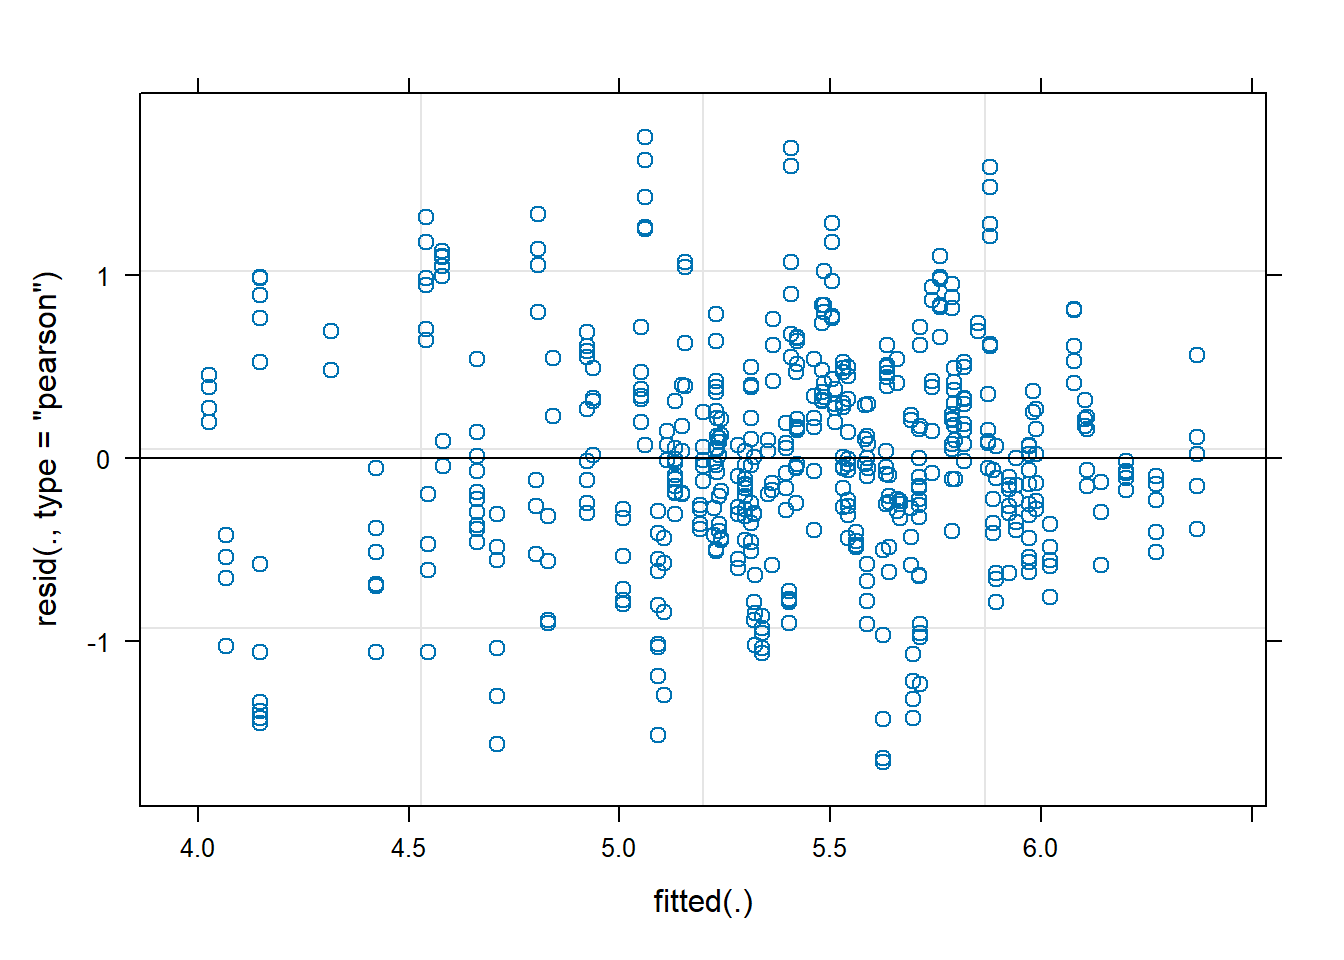 resid(., type = "pearson")
1
0
-1
4.0 4.5 5.0 5.5 6.0
fitted(.)